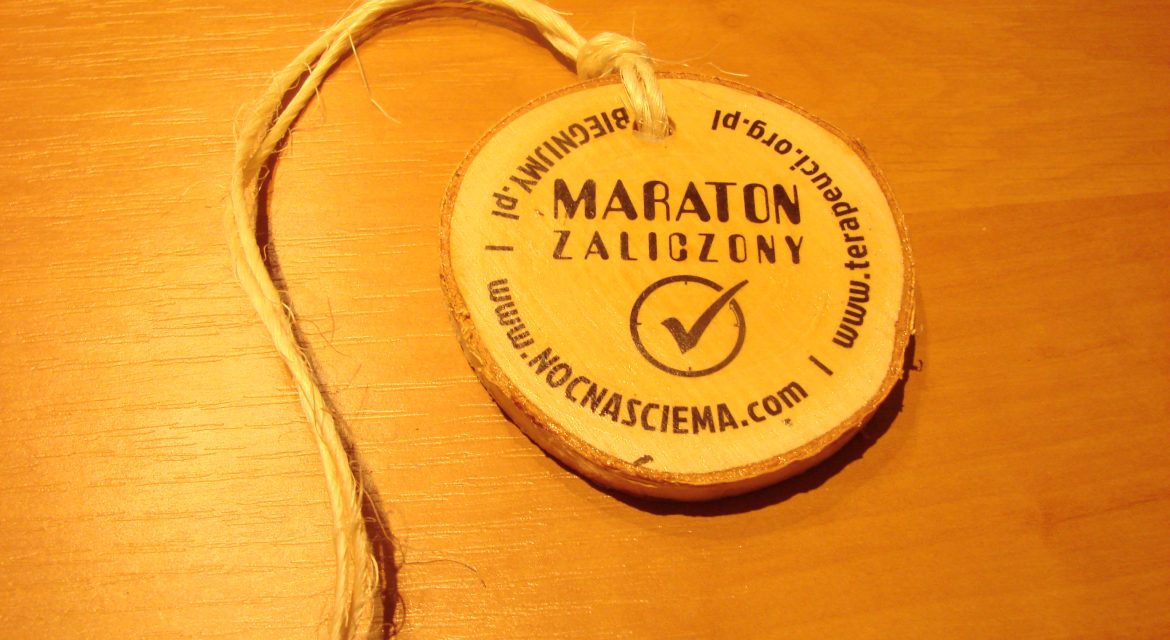 MARATON
ZALICZONY
BIEGNIJMY.pl | www.NOCNASCIEMA.com | www.terapeuci.org.pl